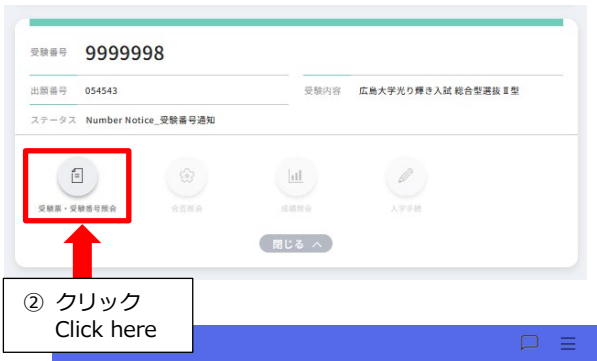 受験番号 9999998
出願番号 054543 受験内容 広島大学光り輝き入試 総合型選抜Ⅱ型
ステータス Number Notice_受験番号通知
受験票・受験番号照会 合否照会 成績照会 入学手続
閉じる
② クリック
Click here